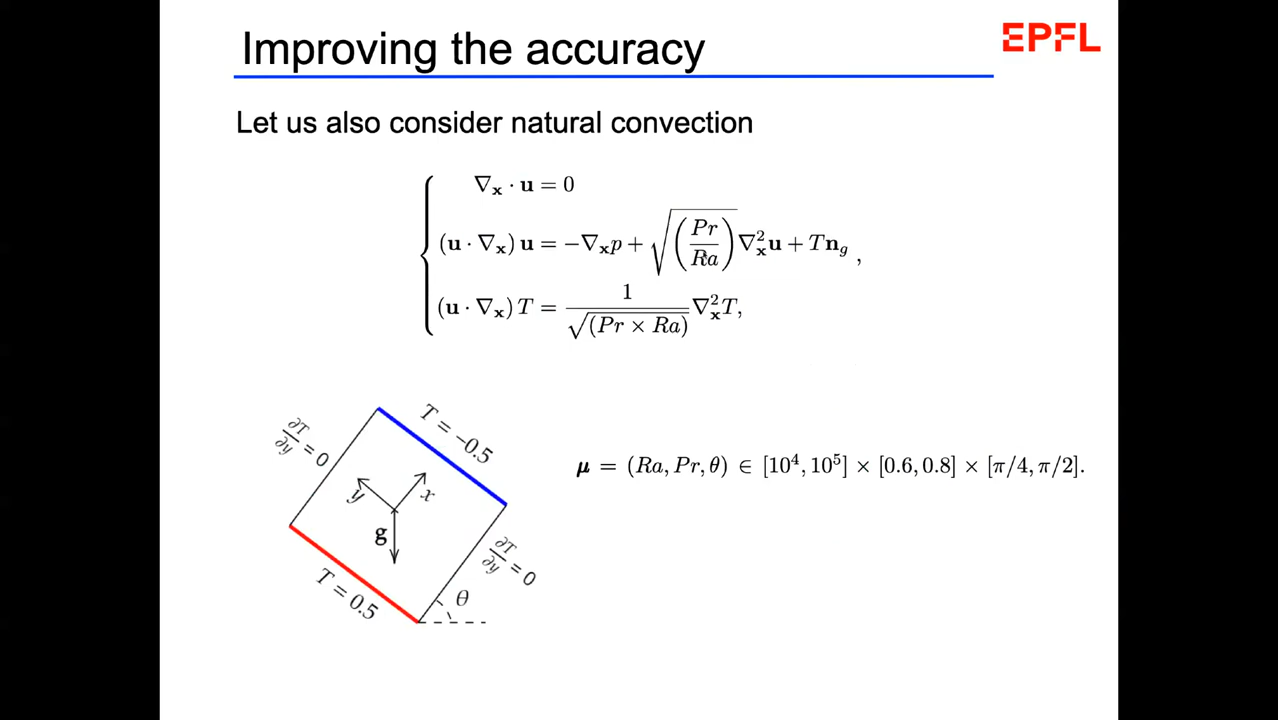 Improving the accuracy
EPFL
Let us also consider natural convection
∇ₓ · u = 0
(u · ∇ₓ) u = −∇ₓp + √(Pr/Ra) ∇ₓ²u + Tn_g ,
(u · ∇ₓ) T = 1/√(Pr × Ra) ∇ₓ²T,
T = −0.5
∂T/∂y = 0
μ = (Ra, Pr, θ) ∈ [10⁴, 10⁵] × [0.6, 0.8] × [π/4, π/2].
y
x
g
∂T/∂y = 0
T = 0.5
θ